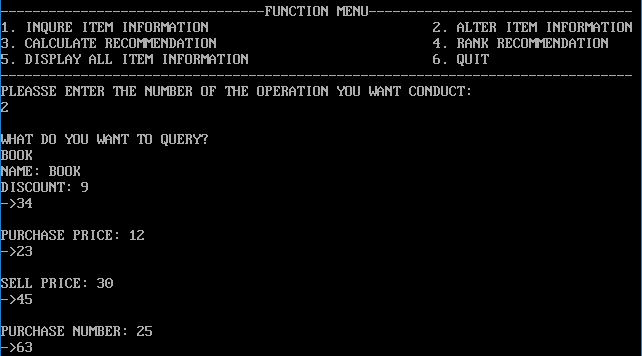 ---------------------------------FUNCTION MENU---------------------------------
1. INQURE ITEM INFORMATION                            2. ALTER ITEM INFORMATION
3. CALCULATE RECOMMENDATION                           4. RANK RECOMMENDATION
5. DISPLAY ALL ITEM INFORMATION                       6. QUIT
-------------------------------------------------------------------------------
PLEASSE ENTER THE NUMBER OF THE OPERATION YOU WANT CONDUCT:
2
WHAT DO YOU WANT TO QUERY?
BOOK
NAME: BOOK
DISCOUNT: 9
->34
PURCHASE PRICE: 12
->23
SELL PRICE: 30
->45
PURCHASE NUMBER: 25
->63